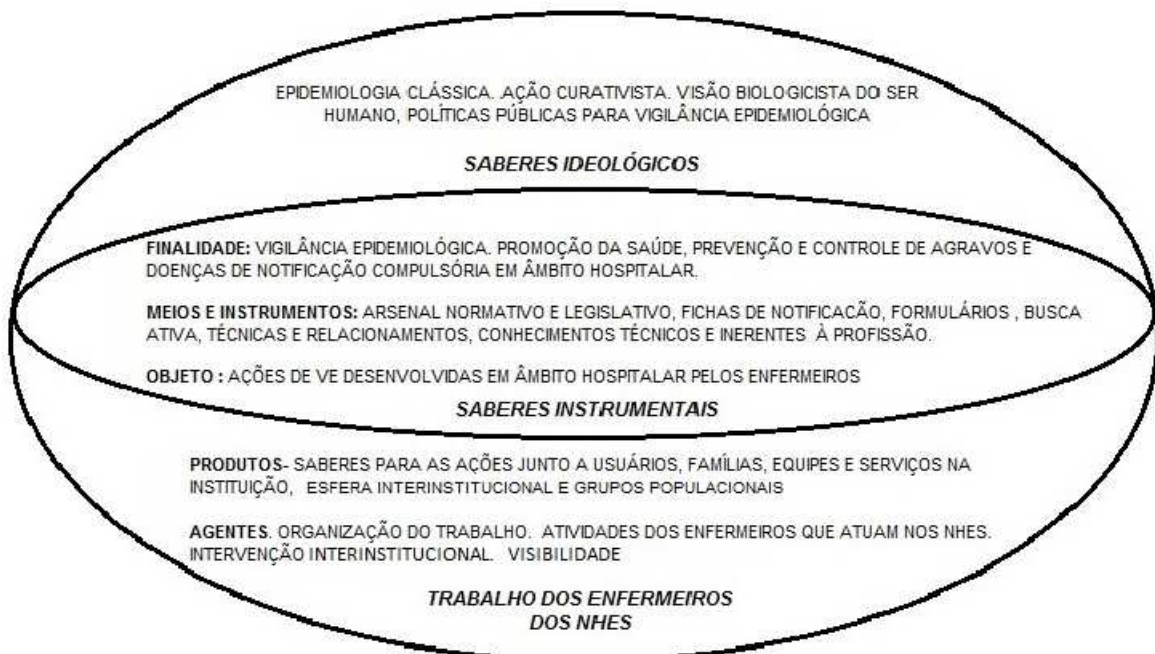 EPIDEMIOLOGIA CLÁSSICA. .AÇÃO CURATIVISTA. VISÃO BIOLOGICISTA DO SER
HUMANO, POLÍTICAS PÚBLICAS PARA VIGILÂNCIA EPIDEMIOLÓGICA
SABERES IDEOLÓGICOS
FINALIDADE: VIGILÂNCIA EPIDEMIOLÓGICA. PROMOÇÃO DA SAÚDE, PREVENÇÃO E CONTROLE DE AGRAVOS E
DOENÇAS DE NOTIFICAÇÃO COMPULSÓRIA EM ÂMBITO HOSPITALAR.
MEIOS E INSTRUMENTOS: ARSENAL NORMATIVO E LEGISLATIVO, FICHAS DE NOTIFICACÃO, FORMULÁRIOS , BUSCA
ATIVA, TÉCNICAS E RELACIONAMENTOS, CONHECIMENTOS TÉCNICOS E INERENTES À PROFISSÃO.
OBJETO : AÇÕES DE VE DESENVOLVIDAS EM ÂMBITO HOSPITALAR PELOS ENFERMEIROS
SABERES INSTRUMENTAIS
PRODUTOS- SABERES PARA AS AÇÕES JUNTO A USUÁRIOS, FAMÍLIAS, EQUIPES E SERVIÇOS NA
INSTITUIÇÃO, ESFERA INTERINSTITUCIONAL E GRUPOS POPULACIONAIS
AGENTES. ORGANIZAÇÃO DO TRABALHO. ATIVIDADES DOS ENFERMEIROS QUE ATUAM NOS NHES.
INTERVENÇÃO INTERINSTITUCIONAL. VISIBILIDADE
TRABALHO DOS ENFERMEIROS
DOS NHES